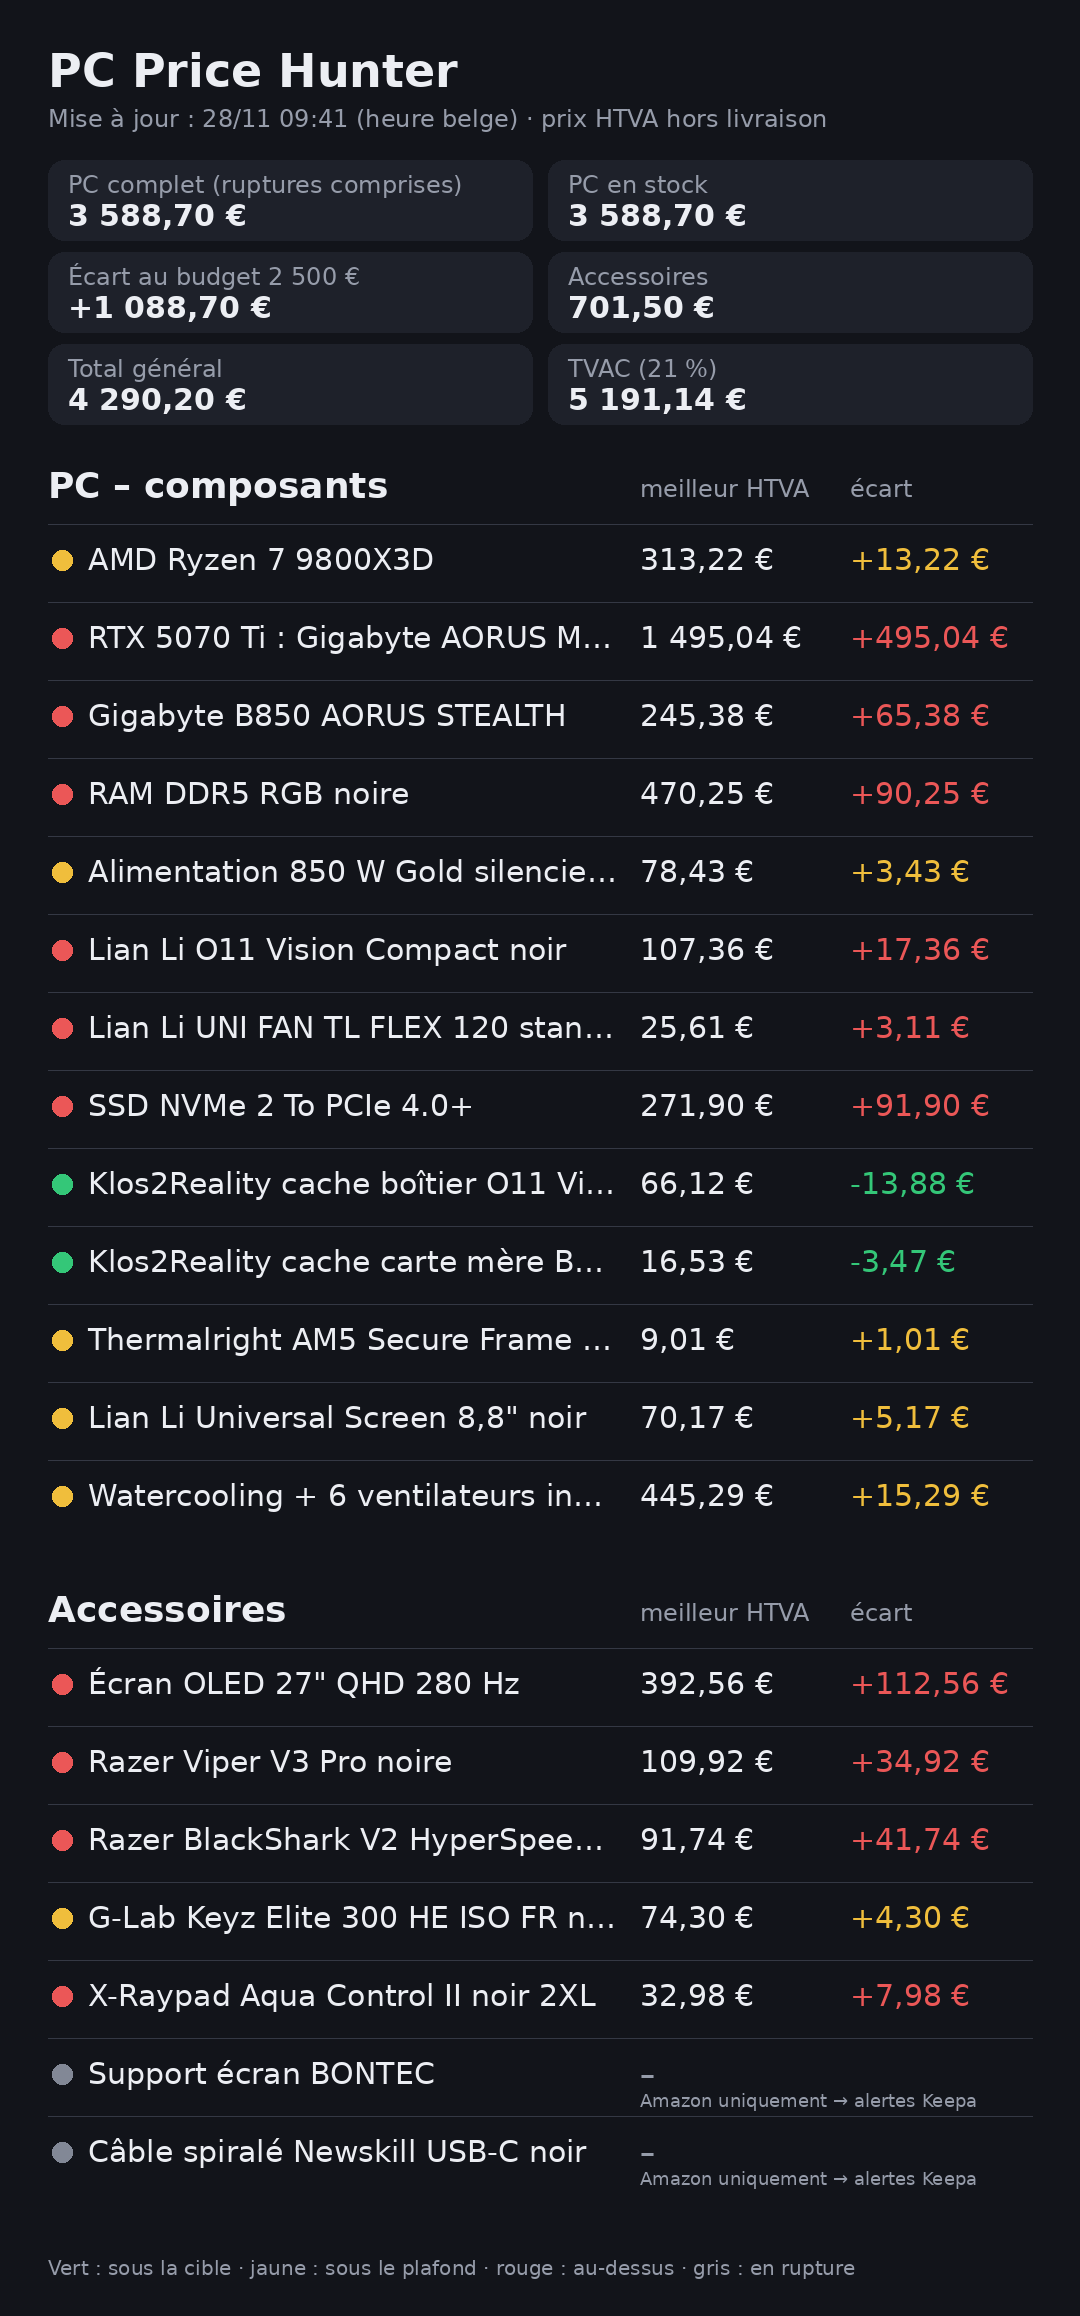 PC Price Hunter
Mise à jour : 28/11 09:41 (heure belge) · prix HTVA hors livraison
PC complet (ruptures comprises)
3 588,70 €
PC en stock
3 588,70 €
Écart au budget 2 500 €
+1 088,70 €
Accessoires
701,50 €
Total général
4 290,20 €
TVAC (21 %)
5 191,14 €
PC – composants meilleur HTVA écart
AMD Ryzen 7 9800X3D 313,22 € +13,22 €
RTX 5070 Ti : Gigabyte AORUS M… 1 495,04 € +495,04 €
Gigabyte B850 AORUS STEALTH 245,38 € +65,38 €
RAM DDR5 RGB noire 470,25 € +90,25 €
Alimentation 850 W Gold silencie… 78,43 € +3,43 €
Lian Li O11 Vision Compact noir 107,36 € +17,36 €
Lian Li UNI FAN TL FLEX 120 stan… 25,61 € +3,11 €
SSD NVMe 2 To PCIe 4.0+ 271,90 € +91,90 €
Klos2Reality cache boîtier O11 Vi… 66,12 € -13,88 €
Klos2Reality cache carte mère B… 16,53 € -3,47 €
Thermalright AM5 Secure Frame … 9,01 € +1,01 €
Lian Li Universal Screen 8,8" noir 70,17 € +5,17 €
Watercooling + 6 ventilateurs in… 445,29 € +15,29 €
Accessoires meilleur HTVA écart
Écran OLED 27" QHD 280 Hz 392,56 € +112,56 €
Razer Viper V3 Pro noire 109,92 € +34,92 €
Razer BlackShark V2 HyperSpee… 91,74 € +41,74 €
G-Lab Keyz Elite 300 HE ISO FR n… 74,30 € +4,30 €
X-Raypad Aqua Control II noir 2XL 32,98 € +7,98 €
Support écran BONTEC –
Amazon uniquement → alertes Keepa
Câble spiralé Newskill USB-C noir –
Amazon uniquement → alertes Keepa
Vert : sous la cible · jaune : sous le plafond · rouge : au-dessus · gris : en rupture